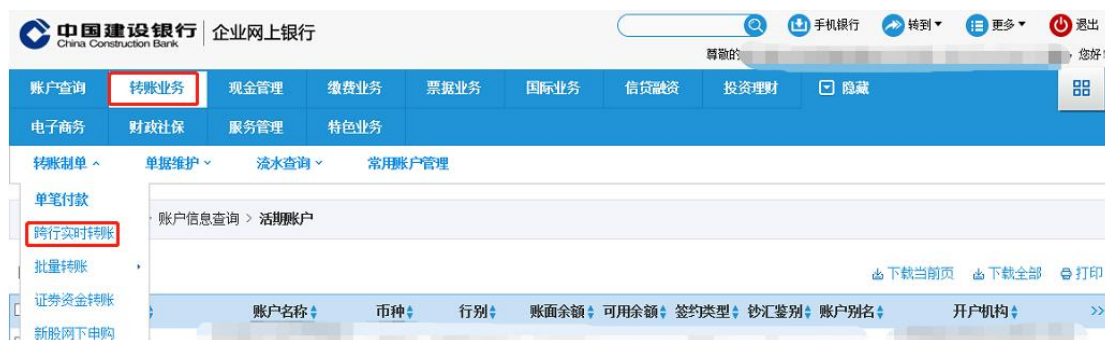 中国建设银行 企业网上银行
China Construction Bank
手机银行 转到 更多 退出
尊敬的 ，您好！
账户查询 转账业务 现金管理 缴费业务 票据业务 国际业务 信贷融资 投资理财 隐藏
电子商务 财政社保 服务管理 特色业务
转账制单 单据维护 流水查询 常用账户管理
单笔付款
账户信息查询 > 活期账户
跨行实时转账
批量转账
下载当前页 下载全部 打印
证券资金转账
账户名称 币种 行别 账面余额 可用余额 签约类型 钞汇鉴别 账户别名 开户机构 >>
新股网下申购